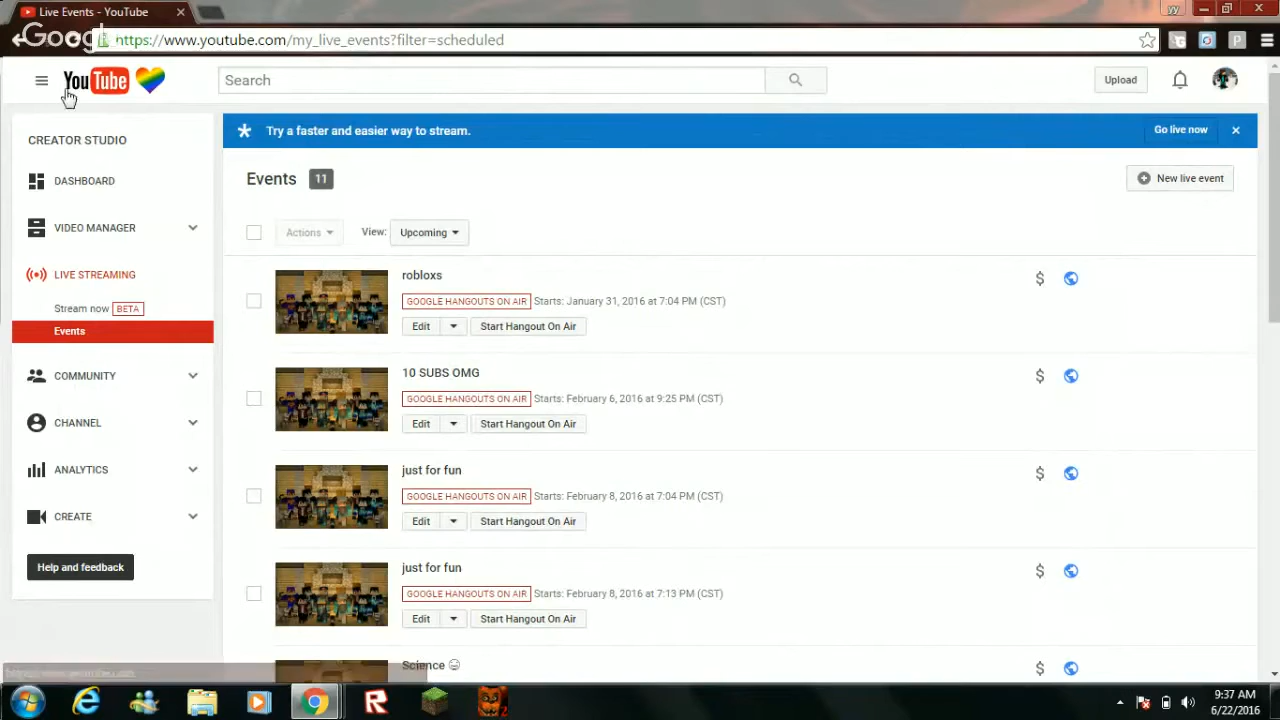 Live Events - YouTube
yy
Google
https://www.youtube.com/my_live_events?filter=scheduled
YouTube
Search
Upload
CREATOR STUDIO
DASHBOARD
VIDEO MANAGER
LIVE STREAMING
Stream now BETA
Events
COMMUNITY
CHANNEL
ANALYTICS
CREATE
Help and feedback
Try a faster and easier way to stream.
Go live now
Events 11
New live event
Actions
View: Upcoming
robloxs
GOOGLE HANGOUTS ON AIR Starts: January 31, 2016 at 7:04 PM (CST)
Edit Start Hangout On Air
10 SUBS OMG
GOOGLE HANGOUTS ON AIR Starts: February 6, 2016 at 9:25 PM (CST)
Edit Start Hangout On Air
just for fun
GOOGLE HANGOUTS ON AIR Starts: February 8, 2016 at 7:04 PM (CST)
Edit Start Hangout On Air
just for fun
GOOGLE HANGOUTS ON AIR Starts: February 8, 2016 at 7:13 PM (CST)
Edit Start Hangout On Air
Science
9:37 AM
6/22/2016